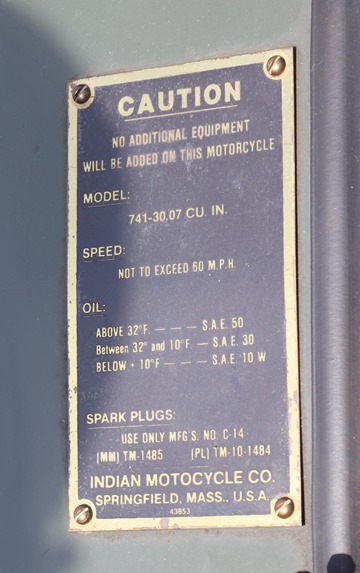 CAUTION
NO ADDITIONAL EQUIPMENT
WILL BE ADDED ON THIS MOTORCYCLE
MODEL:
741-30.07 CU. IN.
SPEED:
NOT TO EXCEED 60 M.P.H.
OIL:
ABOVE 32°F. — — — S.A.E. 50
Between 32° and 10°F. — S.A.E. 30
BELOW + 10°F — — — S.A.E. 10 W
SPARK PLUGS:
USE ONLY MFG'S. NO. C-14
(MM) TM-1485 (PL) TM-10-1484
INDIAN MOTOCYCLE CO.
SPRINGFIELD, MASS., U.S.A.
43853